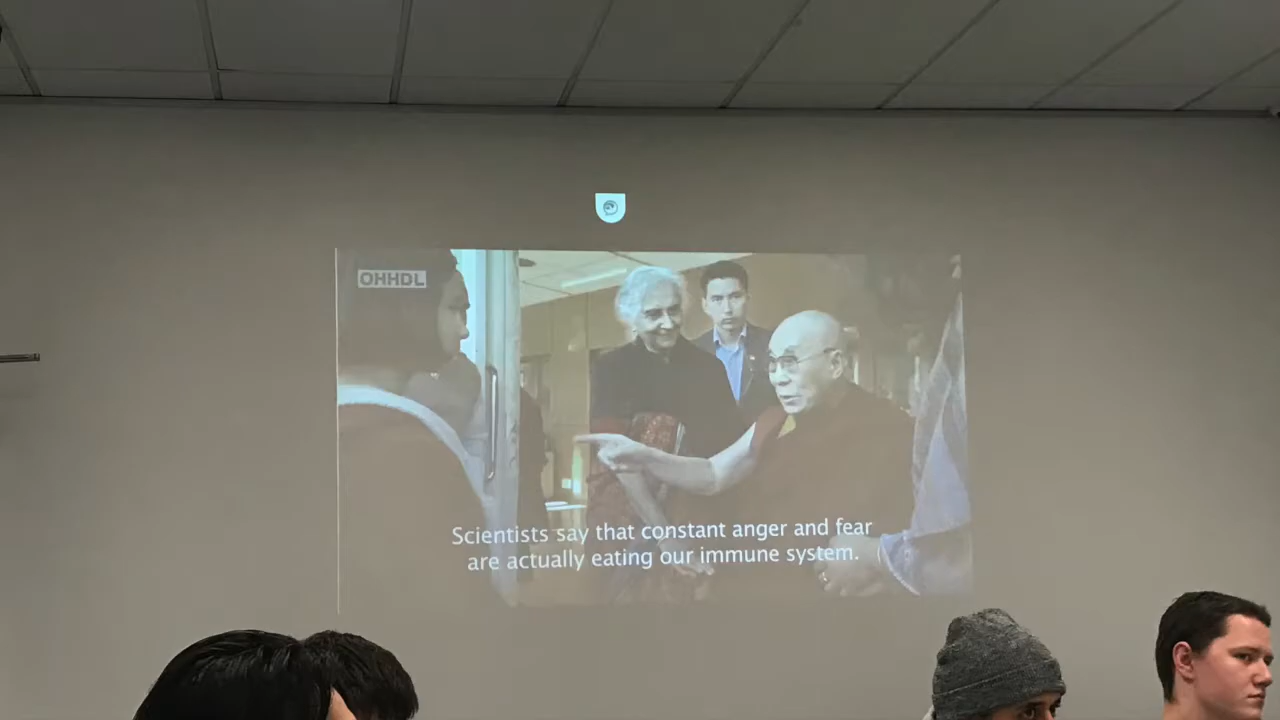 OHHDL
Scientists say that constant anger and fear
are actually eating our immune system.